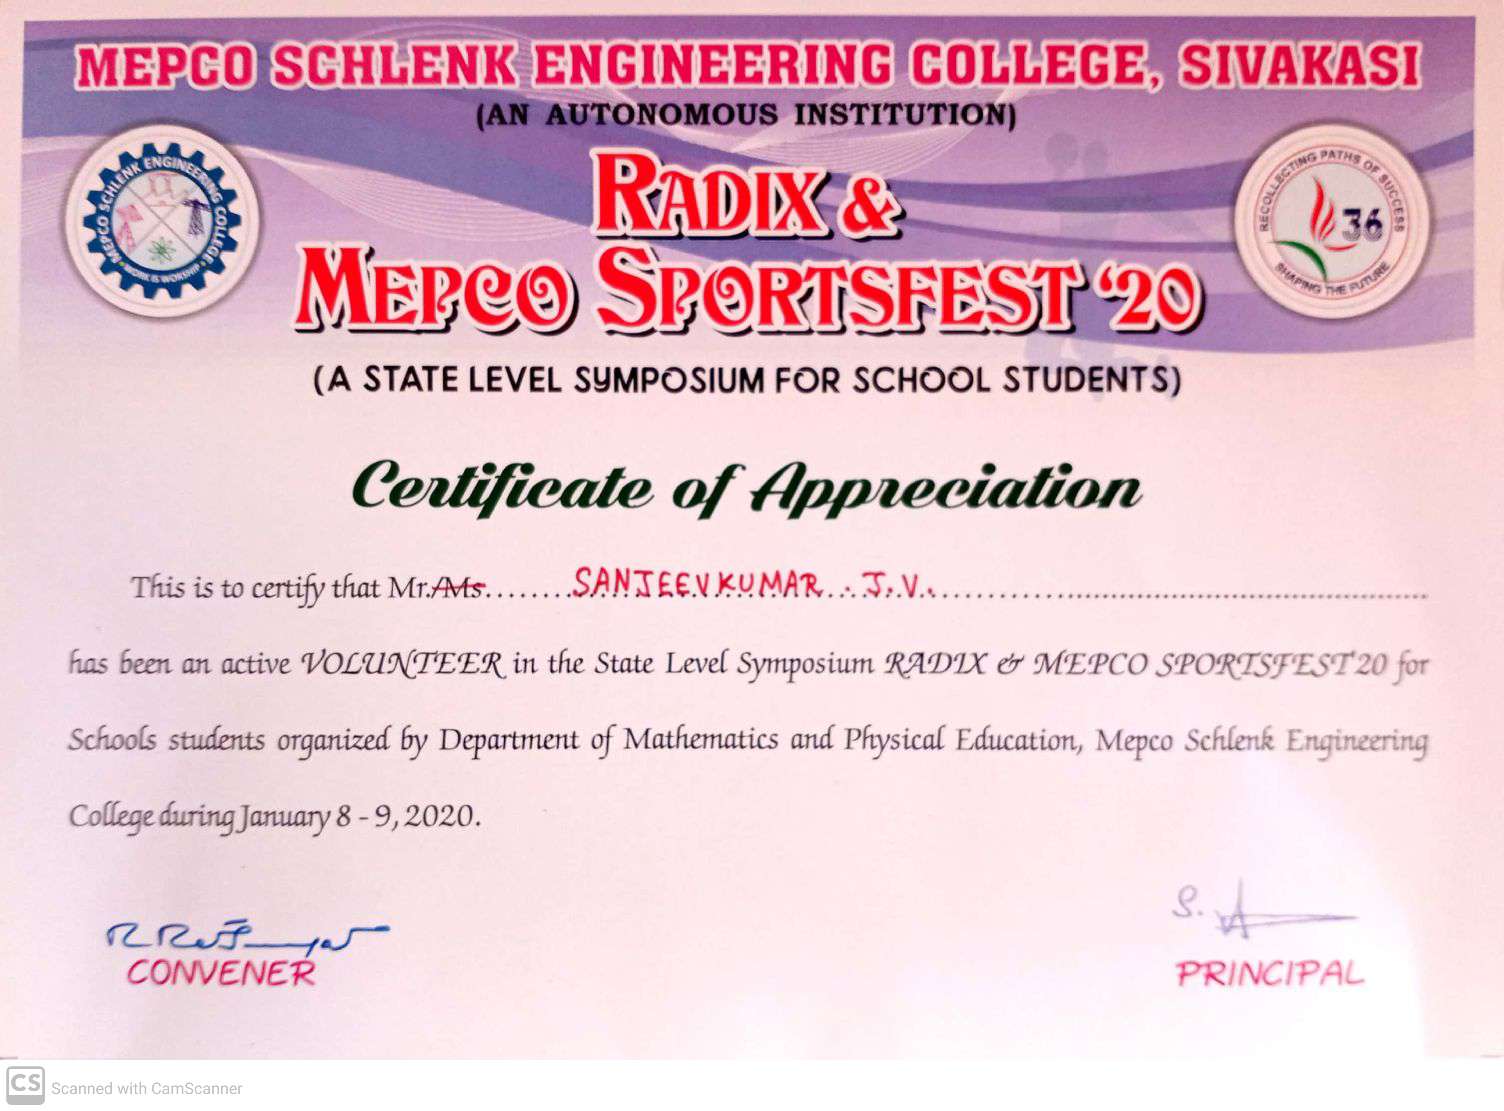 MEPCO SCHLENK ENGINEERING COLLEGE, SIVAKASI
(AN AUTONOMOUS INSTITUTION)
MEPCO SCHLENK ENGINEERING COLLEGE
WORK IS WORSHIP
RADIX &
MEPCO SPORTSFEST ‘20
RECOLLECTING PATHS OF SUCCESS
36
SHAPING THE FUTURE
(A STATE LEVEL SYMPOSIUM FOR SCHOOL STUDENTS)
Certificate of Appreciation
This is to certify that Mr./Ms........SANJEEVKUMAR. J.V..........
has been an active VOLUNTEER in the State Level Symposium RADIX & MEPCO SPORTSFEST'20 for
Schools students organized by Department of Mathematics and Physical Education, Mepco Schlenk Engineering
College during January 8 - 9, 2020.
CONVENER
S.
PRINCIPAL
CS Scanned with CamScanner